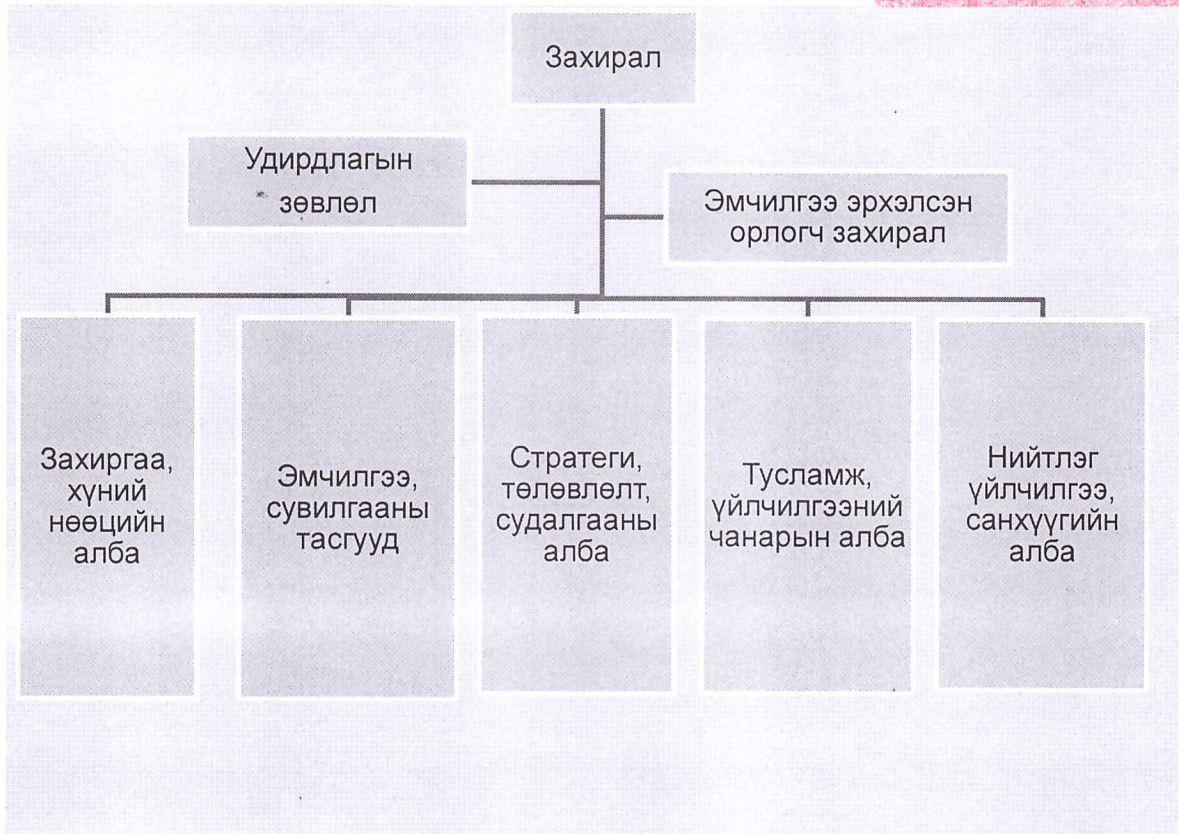 Захирал
Удирдлагын
зөвлөл
Эмчилгээ эрхэлсэн
орлогч захирал
Захиргаа,
хүний
нөөцийн
алба
Эмчилгээ,
сувилгааны
тасгууд
Стратеги,
төлөвлөлт,
судалгааны
алба
Тусламж,
үйлчилгээний
чанарын алба
Нийтлэг
үйлчилгээ,
санхүүгийн
алба